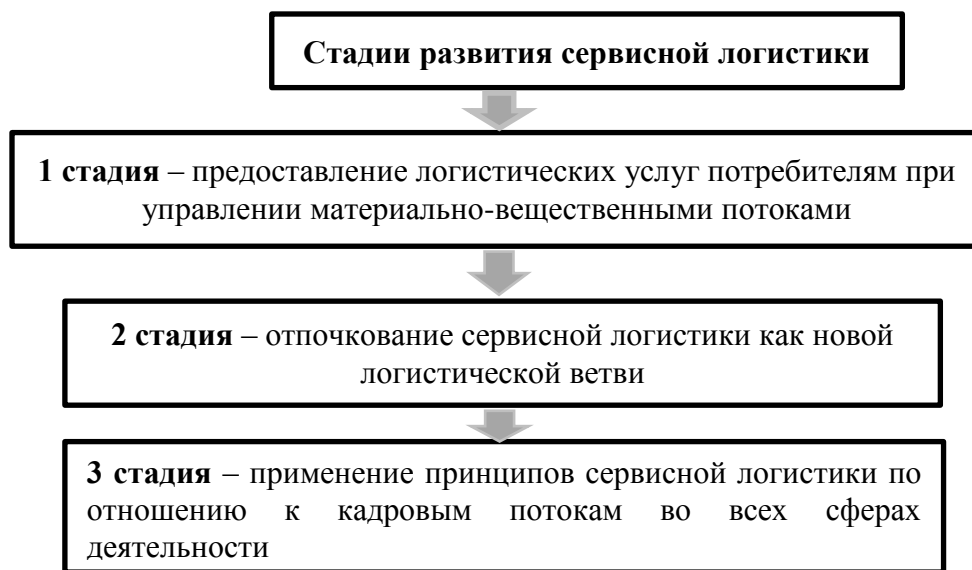 Стадии развития сервисной логистики
1 стадия – предоставление логистических услуг потребителям при
управлении материально-вещественными потоками
2 стадия – отпочкование сервисной логистики как новой
логистической ветви
3 стадия – применение принципов сервисной логистики по
отношению к кадровым потокам во всех сферах
деятельности